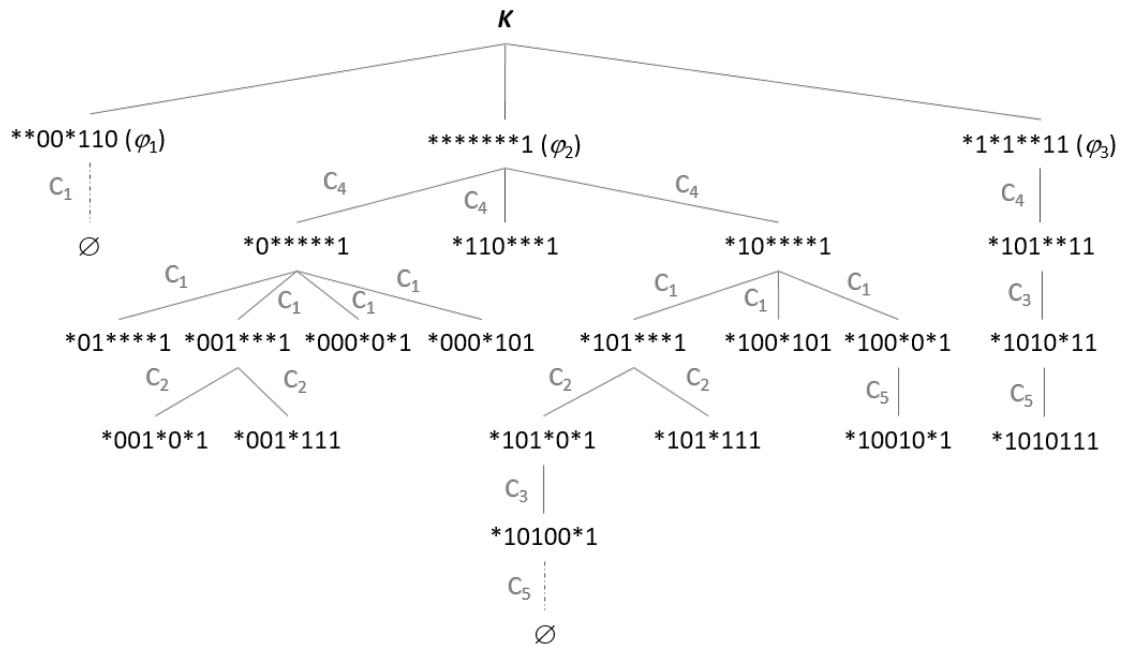 K
**00*110 (φ₁) *******1 (φ₂) *1*1**11 (φ₃)
C₁ C₄ C₄ C₄ C₄
∅ *0*****1 *110***1 *10****1 *101**11
C₁ C₁ C₁ C₁ C₁ C₁ C₁ C₃
*01****1 *001***1 *000*0*1 *000*101 *101***1 *100*101 *100*0*1 *1010*11
C₂ C₂ C₂ C₂ C₅ C₅
*001*0*1 *001*111 *101*0*1 *101*111 *10010*1 *1010111
C₃
*10100*1
C₅
∅